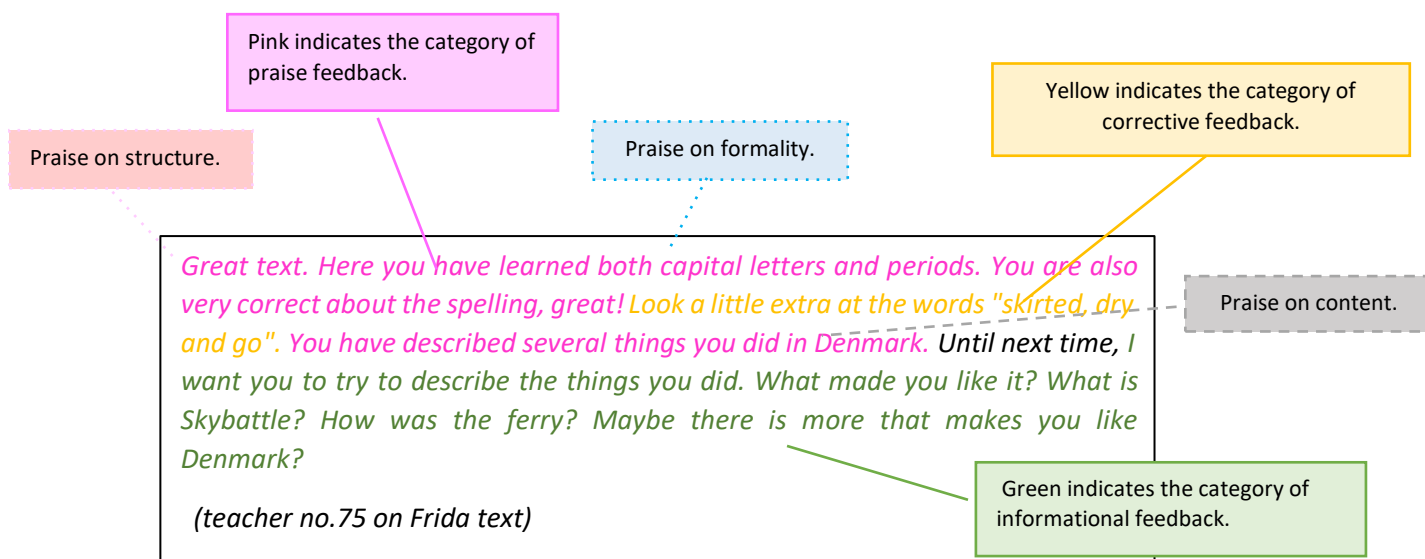 Pink indicates the category of
praise feedback.
Yellow indicates the category of
corrective feedback.
Praise on structure.
Praise on formality.
Great text. Here you have learned both capital letters and periods. You are also
very correct about the spelling, great! Look a little extra at the words "skirted, dry
and go". You have described several things you did in Denmark. Until next time, I
want you to try to describe the things you did. What made you like it? What is
Skybattle? How was the ferry? Maybe there is more that makes you like
Denmark?
(teacher no.75 on Frida text)
Praise on content.
Green indicates the category of
informational feedback.